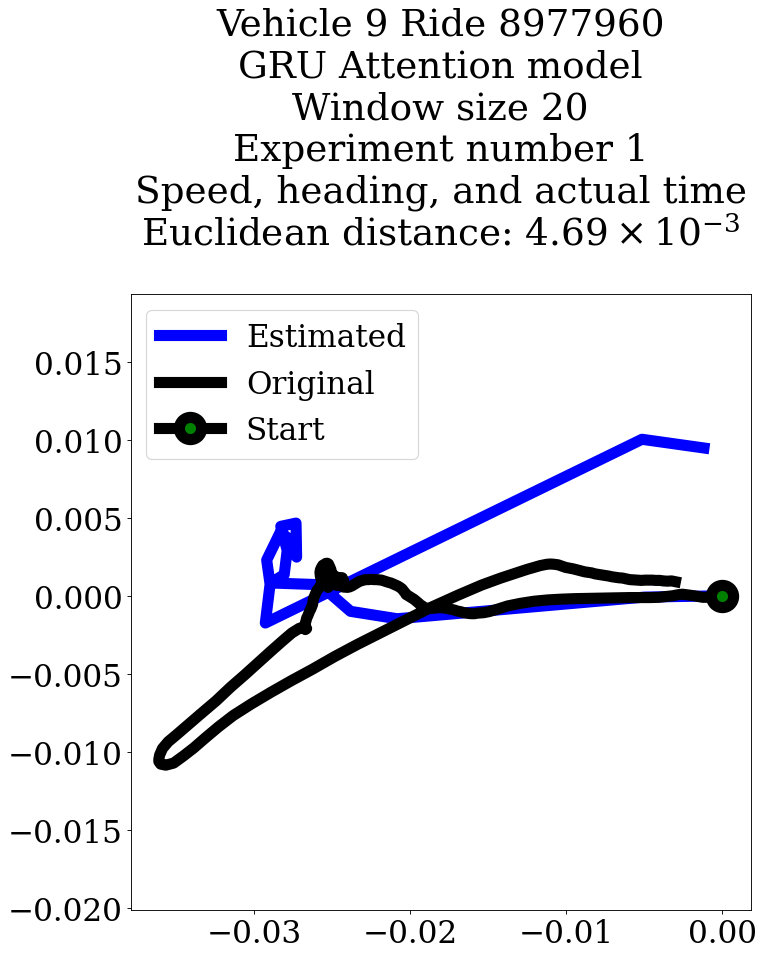 Vehicle 9 Ride 8977960
GRU Attention model
Window size 20
Experiment number 1
Speed, heading, and actual time
Euclidean distance: 4.69 × 10⁻³
Estimated
Original
Start
0.015
0.010
0.005
0.000
−0.005
−0.010
−0.015
−0.020
−0.03
−0.02
−0.01
0.00